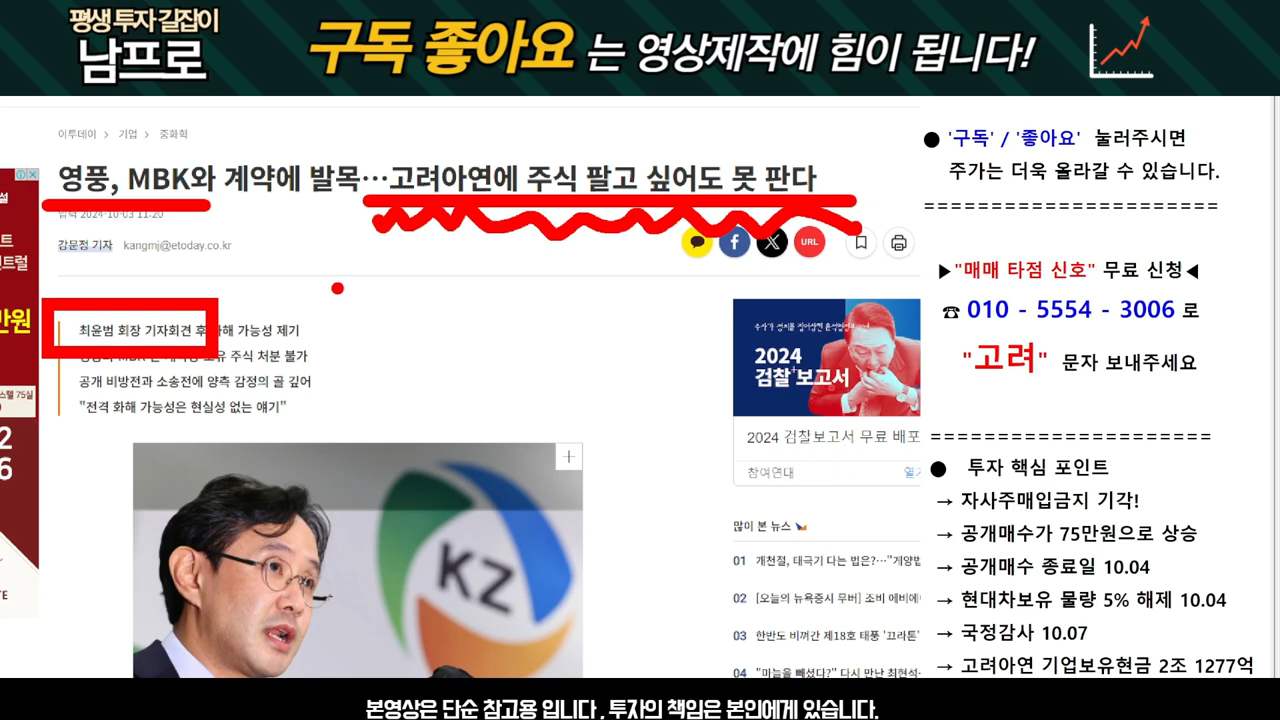 평생 투자 길잡이
남프로
구독 좋아요 는 영상제작에 힘이 됩니다!
이투데이 > 기업 > 중화학
영풍, MBK와 계약에 발목…고려아연에 주식 팔고 싶어도 못 판다
입력 2024-10-03 11:20
강문정 기자 kangmj@etoday.co.kr
URL
최윤범 회장 기자회견 후 화해 가능성 제기
보유 주식 처분 불가
공개 비방전과 소송전에 양측 감정의 골 깊어
"전격 화해 가능성은 현실성 없는 얘기"
KZ
설
트
트럴
만원
스텔 75실
2
6
TE
2024
검찰+보고서
2024 검찰보고서 무료 배포
참여연대
많이 본 뉴스
01 개천절, 태극기 다는 법은?…"게양법
02 [오늘의 뉴욕증시 무버] 조비 에비에
03 한반도 비껴간 제18호 태풍 '끄라톤'
04 "마늘을 빼셨다?" 다시 만난 최현석
● '구독' / '좋아요' 눌러주시면
주가는 더욱 올라갈 수 있습니다.
======================
▶"매매 타점 신호" 무료 신청◀
☎ 010 - 5554 - 3006 로
"고려" 문자 보내주세요
=====================
● 투자 핵심 포인트
→ 자사주매입금지 기각!
→ 공개매수가 75만원으로 상승
→ 공개매수 종료일 10.04
→ 현대차보유 물량 5% 해제 10.04
→ 국정감사 10.07
→ 고려아연 기업보유현금 2조 1277억
본영상은 단순 참고용 입니다 , 투자의 책임은 본인에게 있습니다.